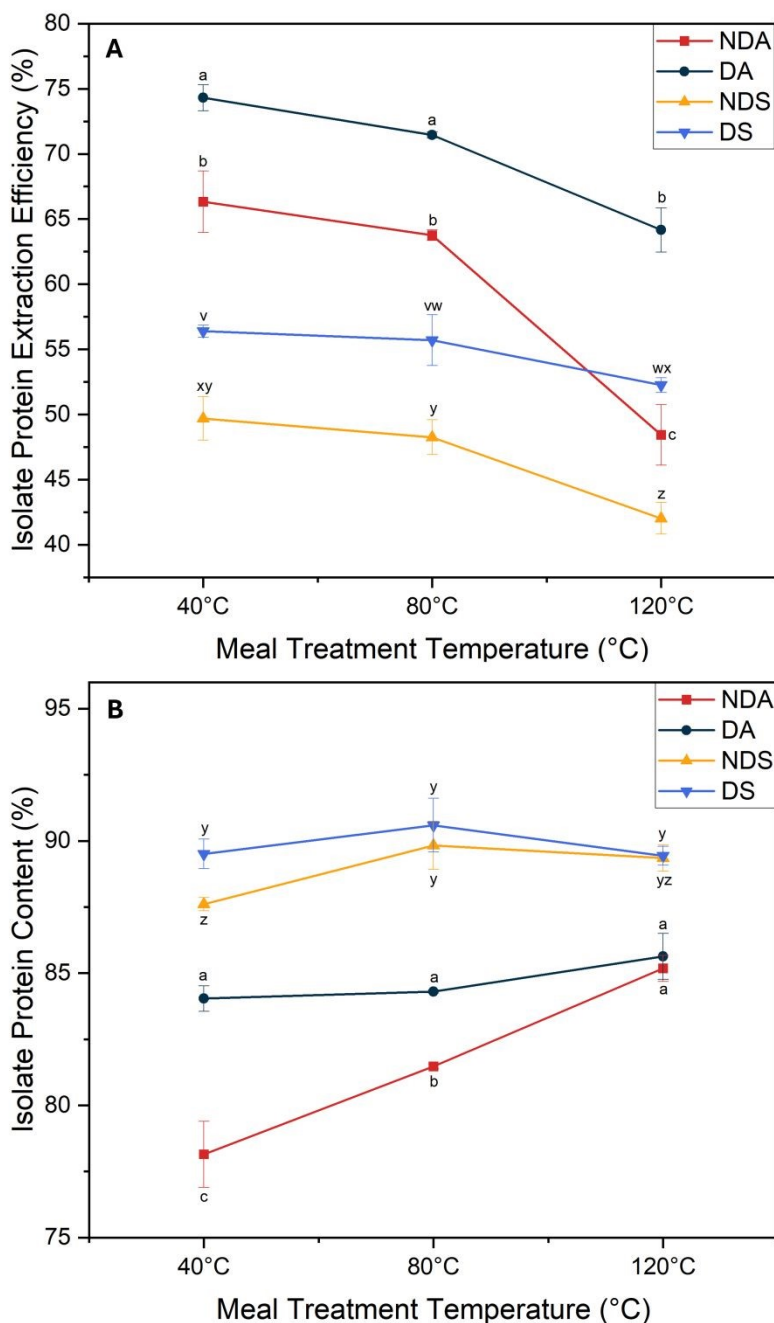 A
NDA
DA
NDS
DS
Isolate Protein Extraction Efficiency (%)
80
75
70
65
60
55
50
45
40
a
a
b
b
b
v
vw
wx
xy
y
c
z
40°C
80°C
120°C
Meal Treatment Temperature (°C)
B
NDA
DA
NDS
DS
Isolate Protein Content (%)
95
90
85
80
75
y
y
y
z
y
yz
a
a
a
a
b
c
40°C
80°C
120°C
Meal Treatment Temperature (°C)